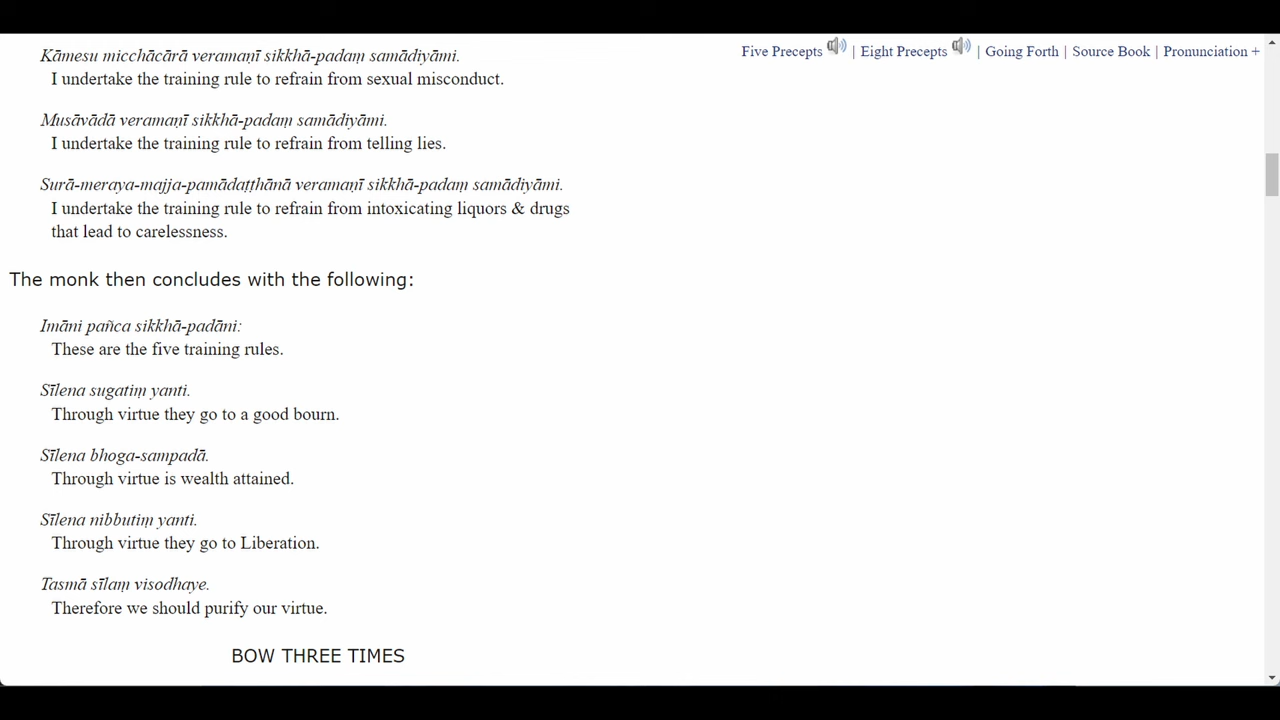 Five Precepts | Eight Precepts | Going Forth | Source Book | Pronunciation +
Kāmesu micchācārā veramaṇī sikkhā-padaṃ samādiyāmi.
I undertake the training rule to refrain from sexual misconduct.
Musāvādā veramaṇī sikkhā-padaṃ samādiyāmi.
I undertake the training rule to refrain from telling lies.
Surā-meraya-majja-pamādaṭṭhānā veramaṇī sikkhā-padaṃ samādiyāmi.
I undertake the training rule to refrain from intoxicating liquors & drugs
that lead to carelessness.
The monk then concludes with the following:
Imāni pañca sikkhā-padāni:
These are the five training rules.
Sīlena sugatiṃ yanti.
Through virtue they go to a good bourn.
Sīlena bhoga-sampadā.
Through virtue is wealth attained.
Sīlena nibbutiṃ yanti.
Through virtue they go to Liberation.
Tasmā sīlaṃ visodhaye.
Therefore we should purify our virtue.
BOW THREE TIMES